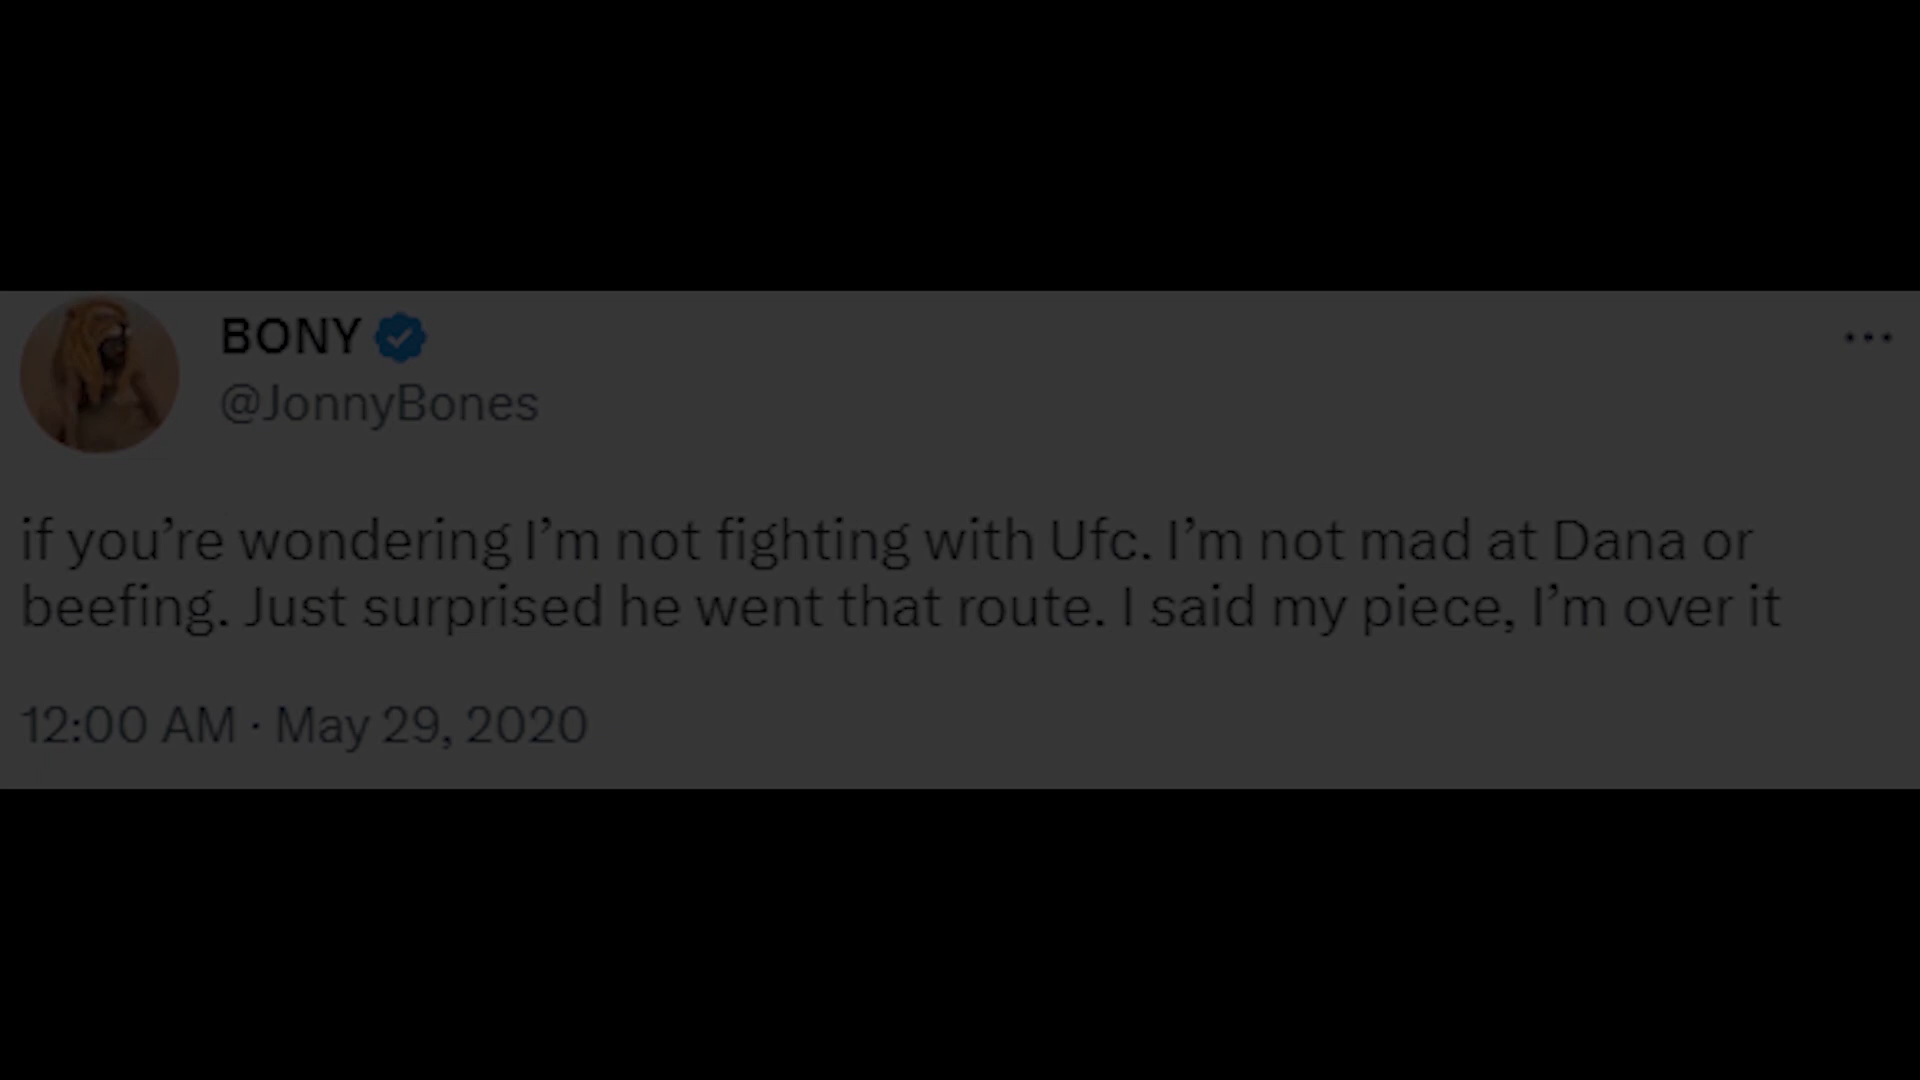 BONY
@JonnyBones
if you’re wondering I’m not fighting with Ufc. I’m not mad at Dana or
beefing. Just surprised he went that route. I said my piece, I’m over it
12:00 AM · May 29, 2020